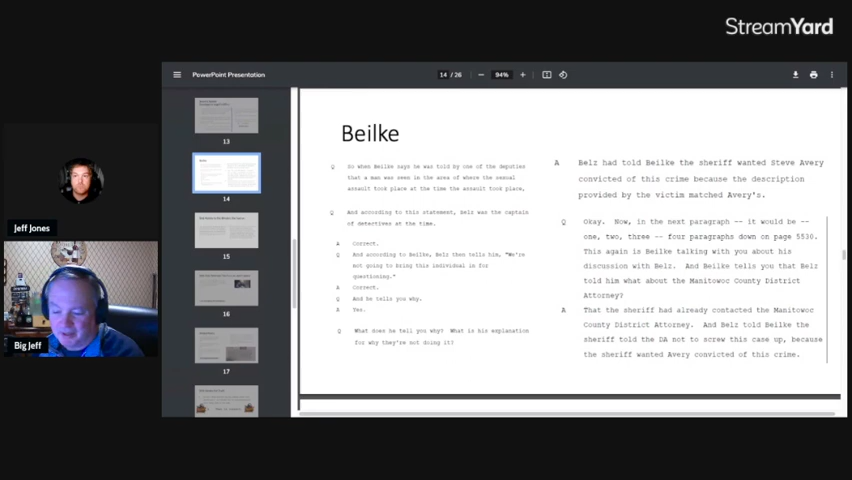 StreamYard
PowerPoint Presentation
14 / 26
94%
13
14
15
16
17
Jeff Jones
Big Jeff
Beilke
Q So when Beilke says he was told by one of the deputies
that a man was seen in the area of where the sexual
assault took place at the time the assault took place,
Q And according to this statement, Belz was the captain
of detectives at the time.
A Correct.
Q And according to Beilke, Belz then tells him, "We're
not going to bring this individual in for
questioning."
A Correct.
Q And he tells you why.
A Yes.
Q What does he tell you why? What is his explanation
for why they're not doing it?
A Belz had told Beilke the sheriff wanted Steve Avery
convicted of this crime because the description
provided by the victim matched Avery's.
Q Okay. Now, in the next paragraph -- it would be --
one, two, three -- four paragraphs down on page 5530.
This again is Beilke talking with you about his
discussion with Belz. And Beilke tells you that Belz
told him what about the Manitowoc County District
Attorney?
A That the sheriff had already contacted the Manitowoc
County District Attorney. And Belz told Beilke the
sheriff told the DA not to screw this case up, because
the sheriff wanted Avery convicted of this crime.